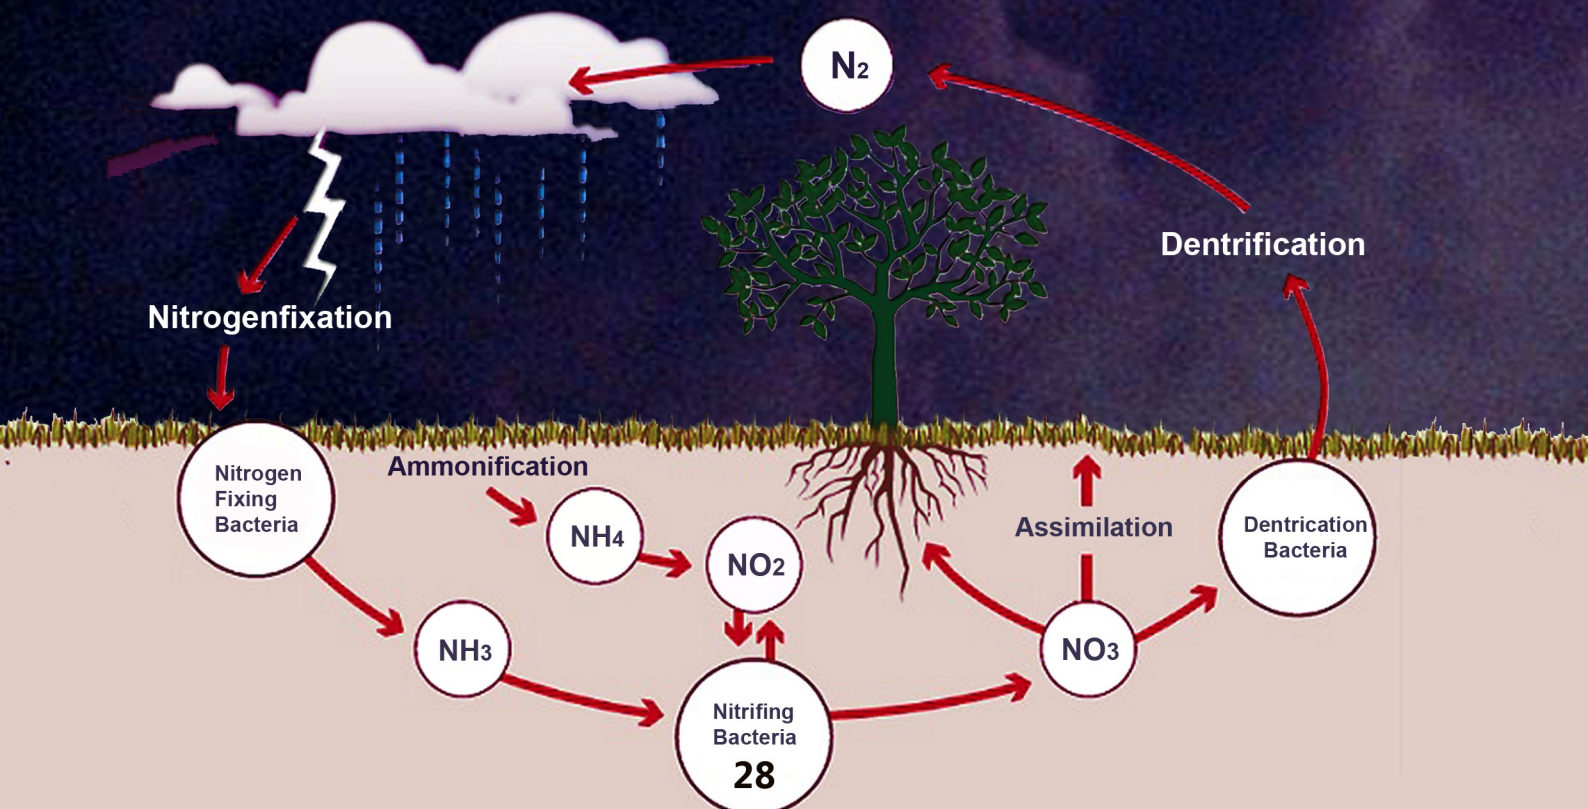 N2
Dentrification
Nitrogenfixation
Ammonification
Nitrogen
Fixing
Bacteria
NH4
NO2
Assimilation
Dentrication
Bacteria
NH3
NO3
Nitrifing
Bacteria
28